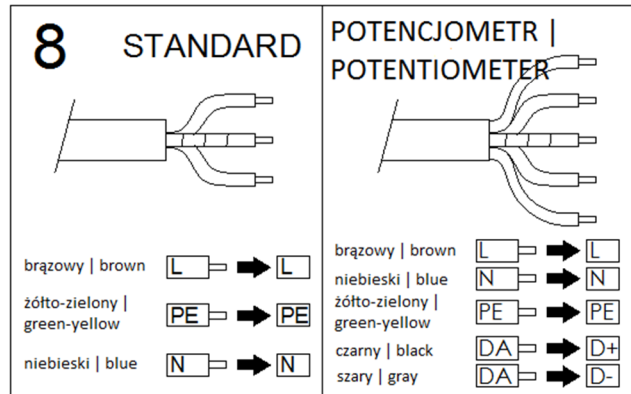 8 STANDARD
brązowy | brown L L
żółto-zielony |
green-yellow PE PE
niebieski | blue N N
POTENCJOMETR |
POTENTIOMETER
brązowy | brown L L
niebieski | blue N N
żółto-zielony |
green-yellow PE PE
czarny | black DA D+
szary | gray DA D-